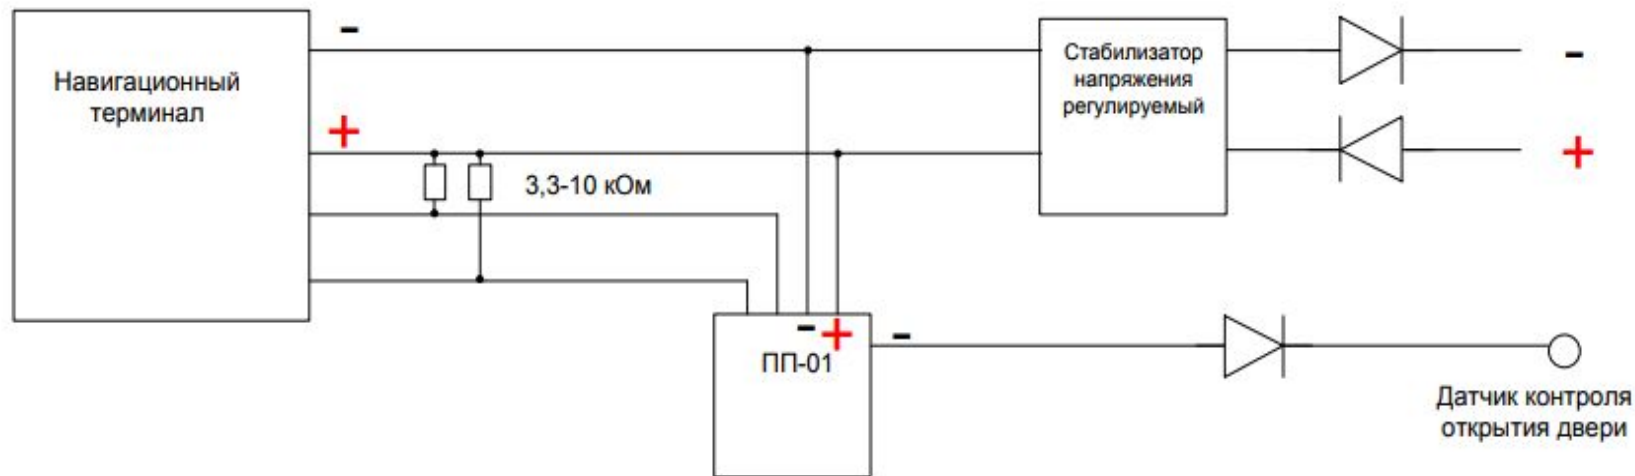 -
Навигационный
терминал
+
3,3-10 кОм
Стабилизатор
напряжения
регулируемый
-
+
- +
-
ПП-01
Датчик контроля
открытия двери